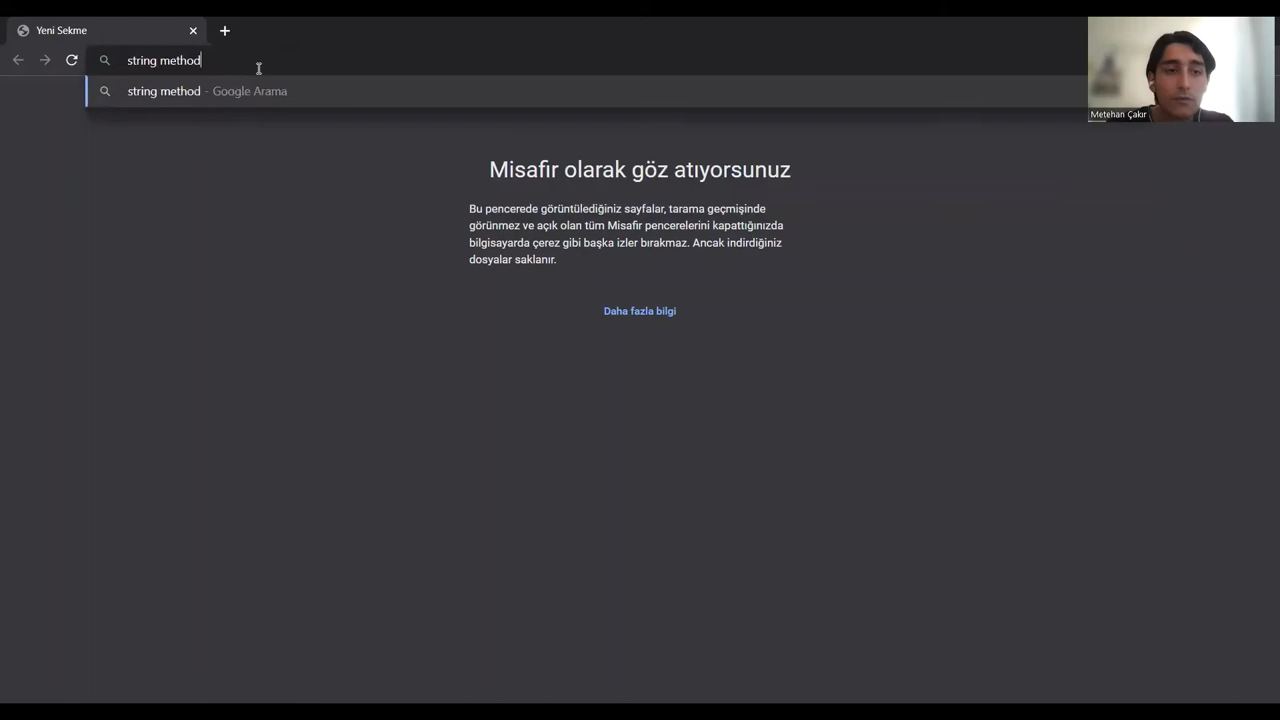 Yeni Sekme
string method
string method - Google Arama
Metehan Çakır
Misafir olarak göz atıyorsunuz
Bu pencerede görüntülediğiniz sayfalar, tarama geçmişinde
görünmez ve açık olan tüm Misafir pencerelerini kapattığınızda
bilgisayarda çerez gibi başka izler bırakmaz. Ancak indirdiğiniz
dosyalar saklanır.
Daha fazla bilgi